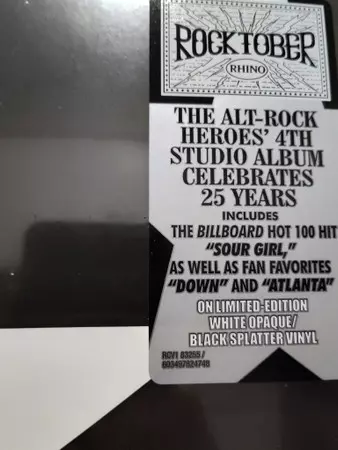 ROCKTOBER
RHINO
THE ALT-ROCK
HEROES' 4TH
STUDIO ALBUM
CELEBRATES
25 YEARS
INCLUDES
THE BILLBOARD HOT 100 HIT
"SOUR GIRL,"
AS WELL AS FAN FAVORITES
"DOWN" AND "ATLANTA"
ON LIMITED-EDITION
WHITE OPAQUE/
BLACK SPLATTER VINYL
RCV1 83255 /
603497824748